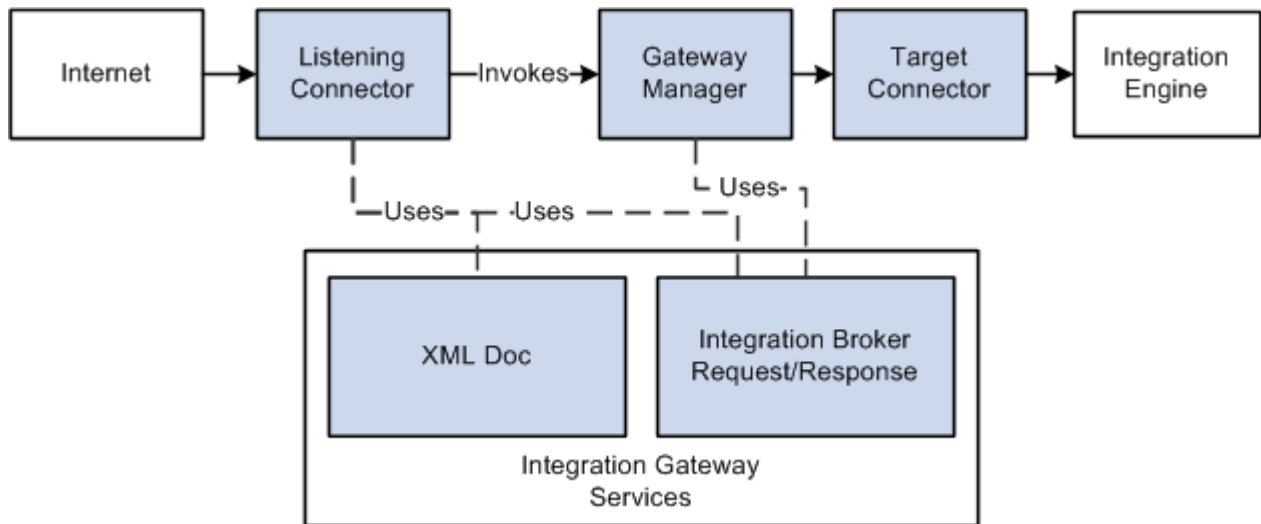 Internet
Listening
Connector
Invokes
Gateway
Manager
Target
Connector
Integration
Engine
Uses
Uses
Uses
XML Doc
Integration Broker
Request/Response
Integration Gateway
Services